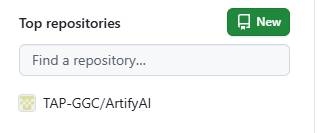 Top repositories
New
Find a repository...
TAP-GGC/ArtifyAI